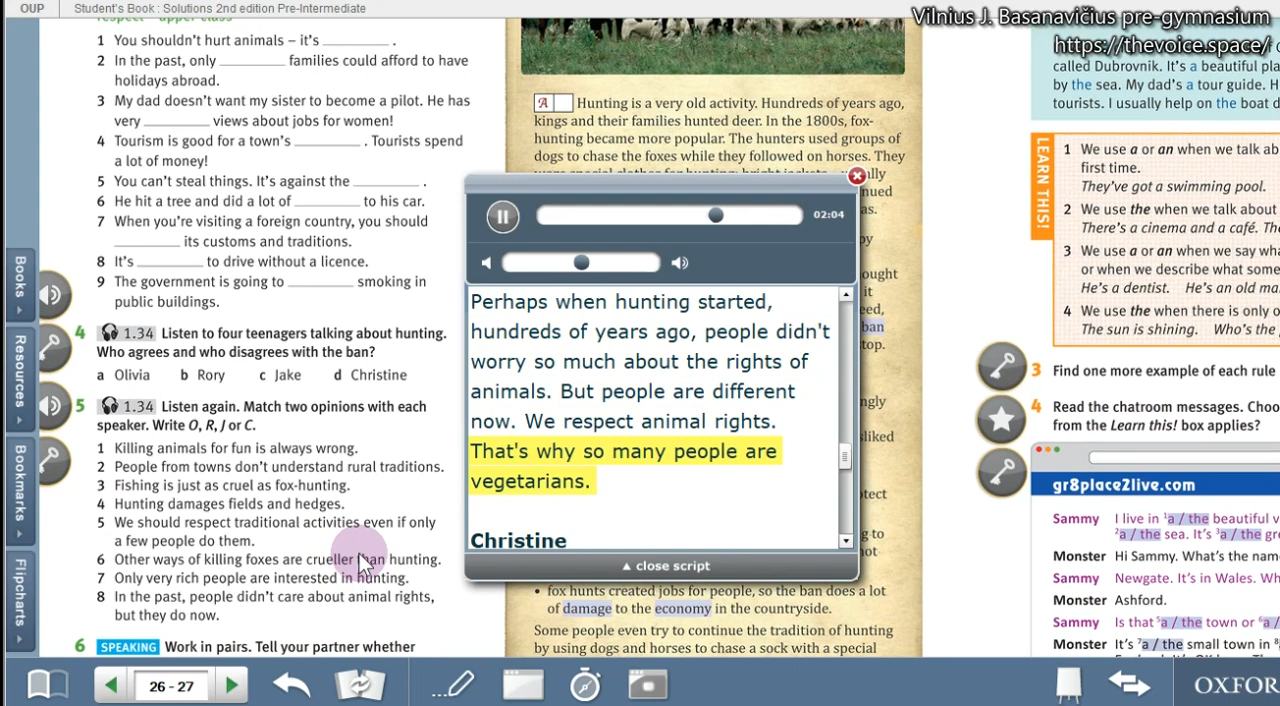 OUP
Student's Book : Solutions 2nd edition Pre-Intermediate
Vilnius J. Basanavičius pre-gymnasium
https://thevoice.space/
respect upper class
1 You shouldn't hurt animals – it's ________ .
2 In the past, only ________ families could afford to have
holidays abroad.
3 My dad doesn't want my sister to become a pilot. He has
very ________ views about jobs for women!
4 Tourism is good for a town's ________ . Tourists spend
a lot of money!
5 You can't steal things. It's against the ________ .
6 He hit a tree and did a lot of ________ to his car.
7 When you're visiting a foreign country, you should
________ its customs and traditions.
8 It's ________ to drive without a licence.
9 The government is going to ________ smoking in
public buildings.
4 1.34 Listen to four teenagers talking about hunting.
Who agrees and who disagrees with the ban?
a Olivia b Rory c Jake d Christine
5 1.34 Listen again. Match two opinions with each
speaker. Write O, R, J or C.
1 Killing animals for fun is always wrong.
2 People from towns don't understand rural traditions.
3 Fishing is just as cruel as fox-hunting.
4 Hunting damages fields and hedges.
5 We should respect traditional activities even if only
a few people do them.
6 Other ways of killing foxes are crueller than hunting.
7 Only very rich people are interested in hunting.
8 In the past, people didn't care about animal rights,
but they do now.
6 SPEAKING Work in pairs. Tell your partner whether
Books
Resources
Bookmarks
Flipcharts
A Hunting is a very old activity. Hundreds of years ago,
kings and their families hunted deer. In the 1800s, fox-
hunting became more popular. The hunters used groups of
dogs to chase the foxes while they followed on horses. They
ally
nued
as.
by
ought
it
eed,
ban
top.
ngly
sliked
otect
g to
not
02:04
Perhaps when hunting started,
hundreds of years ago, people didn't
worry so much about the rights of
animals. But people are different
now. We respect animal rights.
That's why so many people are
vegetarians.
Christine
▲ close script
• fox hunts created jobs for people, so the ban does a lot
of damage to the economy in the countryside.
Some people even try to continue the tradition of hunting
by using dogs and horses to chase a sock with a special
called Dubrovnik. It's a beautiful pla
by the sea. My dad's a tour guide. H
tourists. I usually help on the boat d
LEARN THIS!
1 We use a or an when we talk ab
first time.
They've got a swimming pool.
2 We use the when we talk about
There's a cinema and a café. The
3 We use a or an when we say wha
or when we describe what some
He's a dentist. He's an old ma
4 We use the when there is only o
The sun is shining. Who's the
3 Find one more example of each rule
4 Read the chatroom messages. Choo
from the Learn this! box applies?
gr8place2live.com
Sammy I live in 1a / the beautiful v
2a / the sea. It's 3a / the gr
Monster Hi Sammy. What's the name
Sammy Newgate. It's in Wales. Wh
Monster Ashford.
Sammy Is that 5a / the town or 6a /
Monster It's 7a / the small town in 8
26 - 27
OXFOR